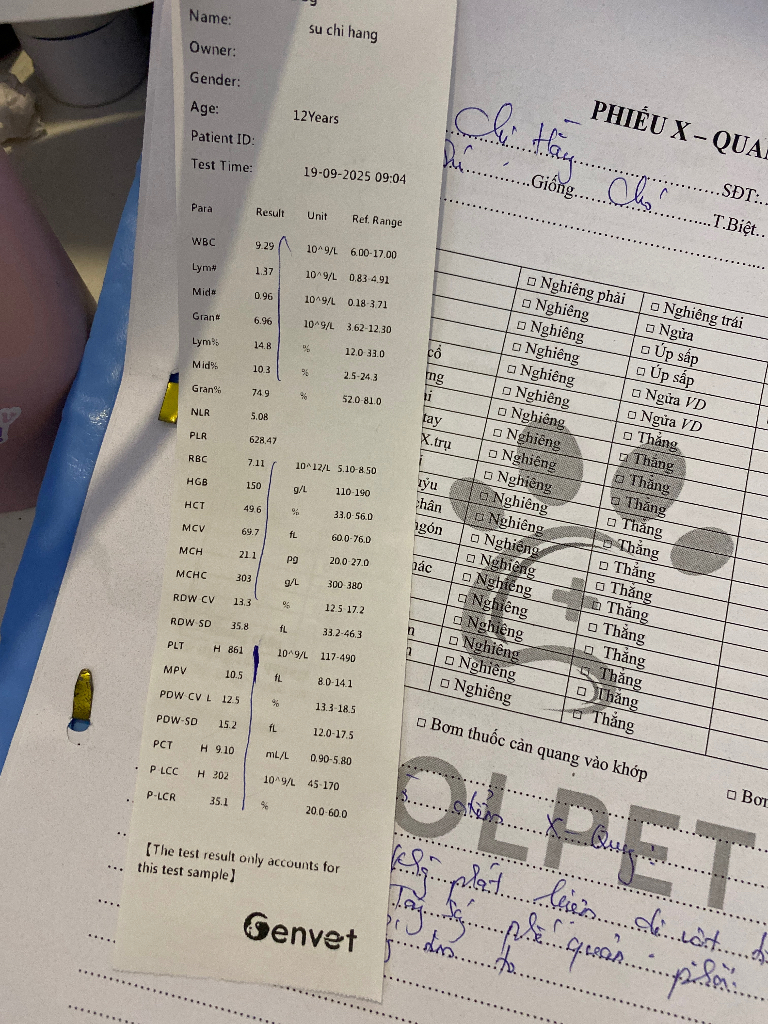 Name: su chi hang
Owner:
Gender:
Age: 12Years
Patient ID:
Test Time: 19-09-2025 09:04
Para Result Unit Ref. Range
WBC 9.29 10^9/L 6.00-17.00
Lym# 1.37 10^9/L 0.83-4.91
Mid# 0.96 10^9/L 0.18-3.71
Gran# 6.96 10^9/L 3.62-12.30
Lym% 14.8 % 12.0-33.0
Mid% 10.3 % 2.5-24.3
Gran% 74.9 % 52.0-81.0
NLR 5.08
PLR 628.47
RBC 7.11 10^12/L 5.10-8.50
HGB 150 g/L 110-190
HCT 49.6 % 33.0-56.0
MCV 69.7 fL 60.0-76.0
MCH 21.1 pg 20.0-27.0
MCHC 303 g/L 300-380
RDW-CV 13.3 % 12.5-17.2
RDW-SD 35.8 fL 33.2-46.3
PLT H 861 10^9/L 117-490
MPV 10.5 fL 8.0-14.1
PDW-CV L 12.5 % 13.3-18.5
PDW-SD 15.2 fL 12.0-17.5
PCT H 9.10 mL/L 0.90-5.80
P-LCC H 302 10^9/L 45-170
P-LCR 35.1 % 20.0-60.0
【The test result only accounts for
this test sample】
Genvet
PHIẾU X – QUA
Chị Hằng SĐT:
Giống Chó T.Biệt
□ Nghiêng phải □ Nghiêng trái
□ Nghiêng □ Ngửa
□ Nghiêng □ Úp sấp
cổ □ Nghiêng □ Úp sấp
ng □ Nghiêng □ Ngửa VD
□ Nghiêng □ Ngửa VD
tay □ Nghiêng □ Thẳng
X.trụ □ Nghiêng □ Thẳng
□ Nghiêng □ Thẳng
□ Nghiêng □ Thẳng
chân □ Nghiêng □ Thẳng
ngón □ Nghiêng □ Thẳng
□ Nghiêng □ Thẳng
hác □ Nghiêng □ Thẳng
□ Nghiêng □ Thẳng
□ Nghiêng □ Thẳng
□ Nghiêng □ Thẳng
□ Nghiêng □ Thẳng
□ Nghiêng □ Thẳng
□ Bơm thuốc cản quang vào khớp □ Bơm
OLPET
điểm X-Quy:
phát hiện dị vật
phế quản phổi
to